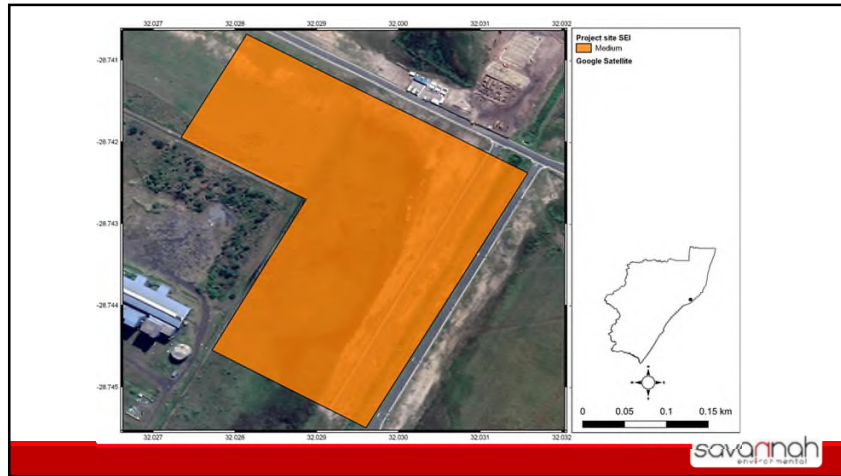 32.027 32.028 32.029 32.030 32.031 32.032
-28.741
-28.742
-28.743
-28.744
-28.745
32.027 32.028 32.029 32.030 32.031 32.032
Project site SEI
Medium
Google Satellite
0 0.05 0.1 0.15 km
savannah
environmental